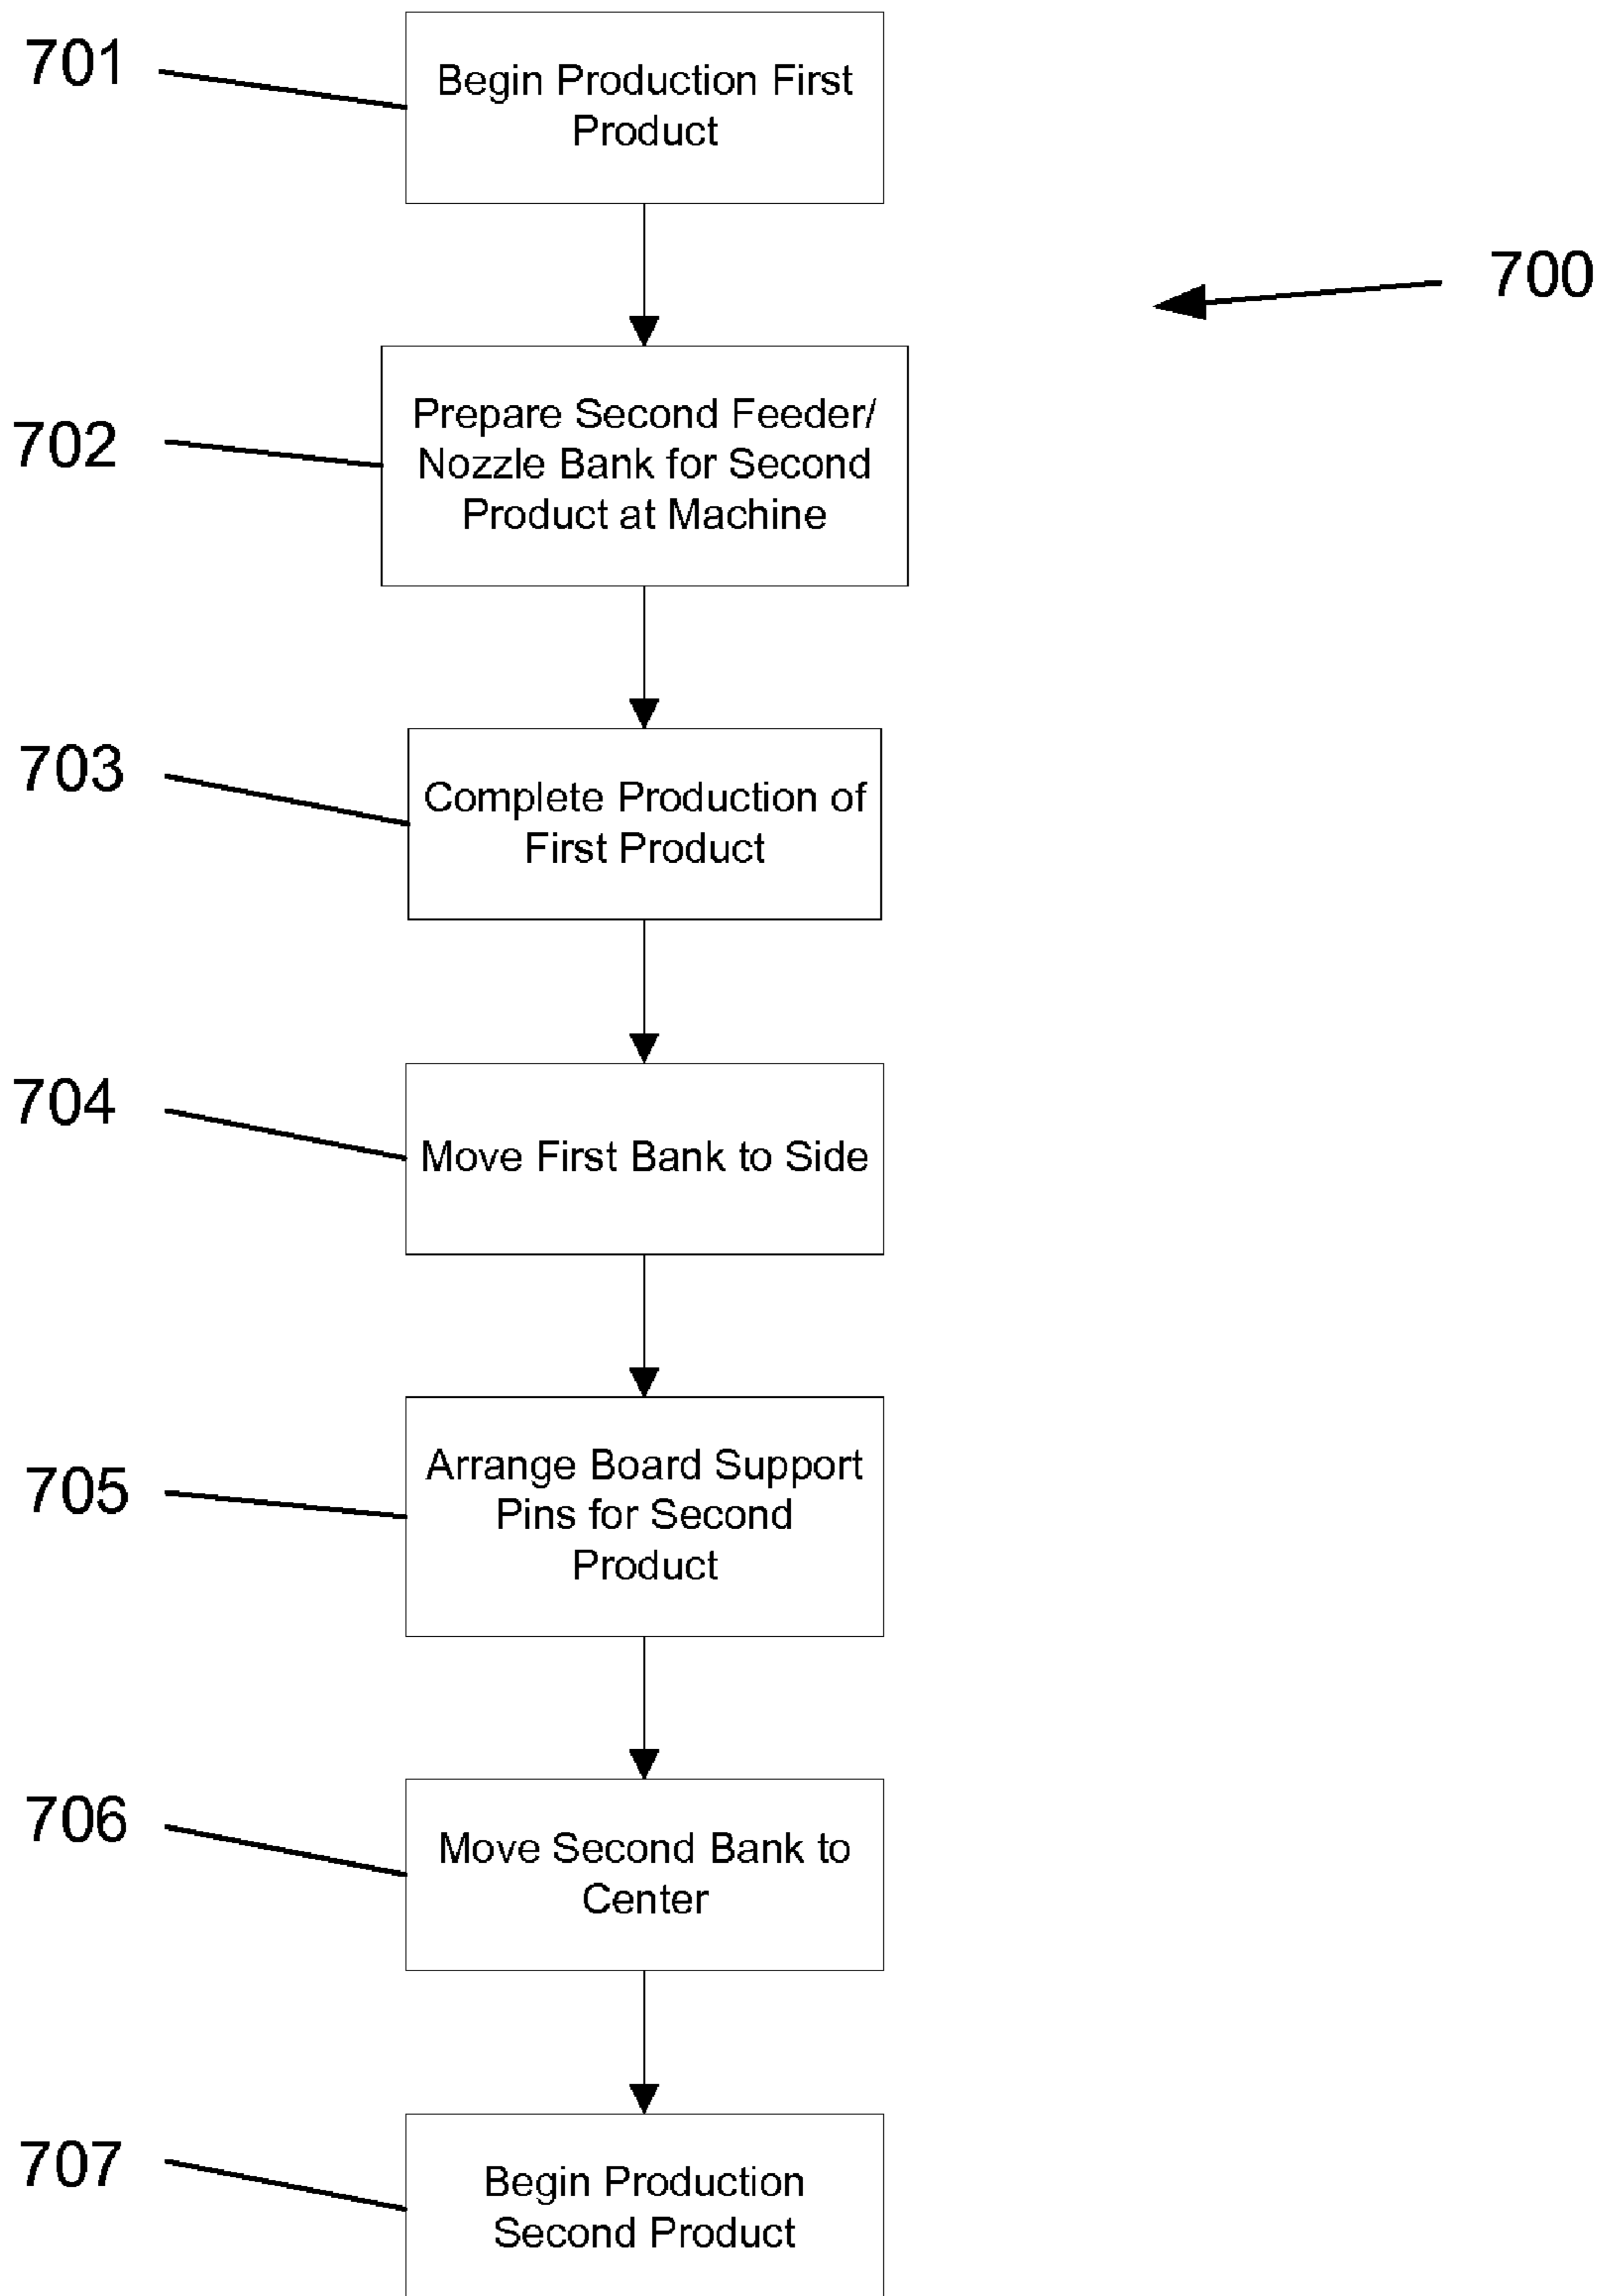 701
Begin Production First
Product
700
702
Prepare Second Feeder/
Nozzle Bank for Second
Product at Machine
703
Complete Production of
First Product
704
Move First Bank to Side
705
Arrange Board Support
Pins for Second
Product
706
Move Second Bank to
Center
707
Begin Production
Second Product